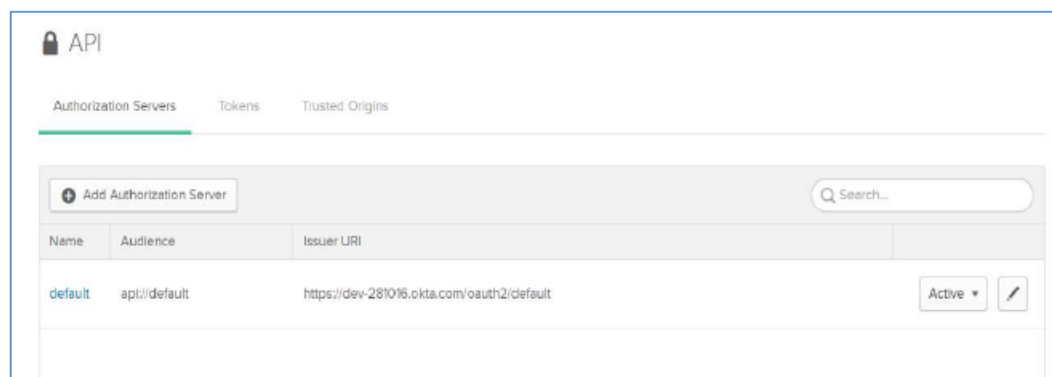 API
Authorization Servers Tokens Trusted Origins
Add Authorization Server Search...
Name Audience Issuer URI
default api://default https://dev-281016.okta.com/oauth2/default Active